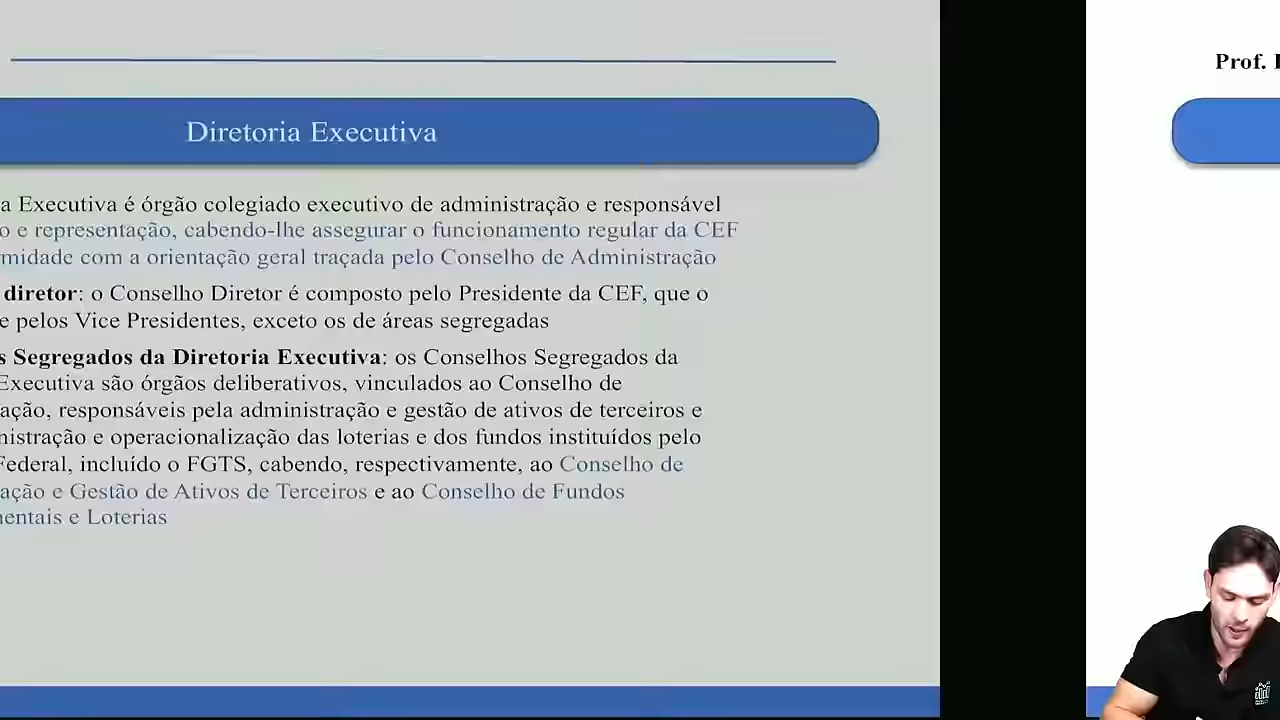 Prof.
Diretoria Executiva
a Executiva é órgão colegiado executivo de administração e responsável
o e representação, cabendo-lhe assegurar o funcionamento regular da CEF
rmidade com a orientação geral traçada pelo Conselho de Administração
diretor: o Conselho Diretor é composto pelo Presidente da CEF, que o
e pelos Vice Presidentes, exceto os de áreas segregadas
s Segregados da Diretoria Executiva: os Conselhos Segregados da
Executiva são órgãos deliberativos, vinculados ao Conselho de
ação, responsáveis pela administração e gestão de ativos de terceiros e
nistração e operacionalização das loterias e dos fundos instituídos pelo
Federal, incluído o FGTS, cabendo, respectivamente, ao Conselho de
ação e Gestão de Ativos de Terceiros e ao Conselho de Fundos
entais e Loterias